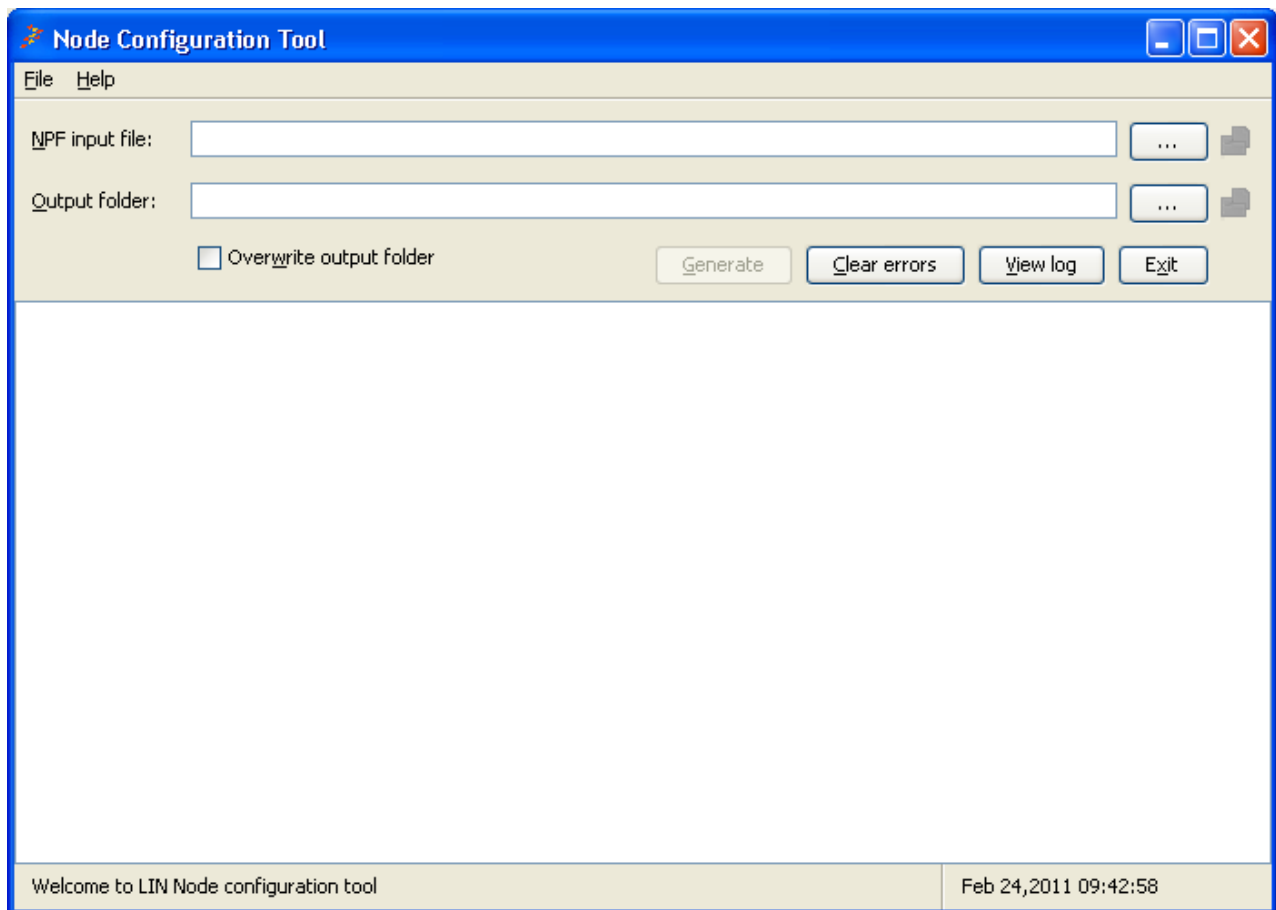 Node Configuration Tool
File Help
NPF input file: ...
Output folder: ...
Overwrite output folder Generate Clear errors View log Exit
Welcome to LIN Node configuration tool Feb 24,2011 09:42:58